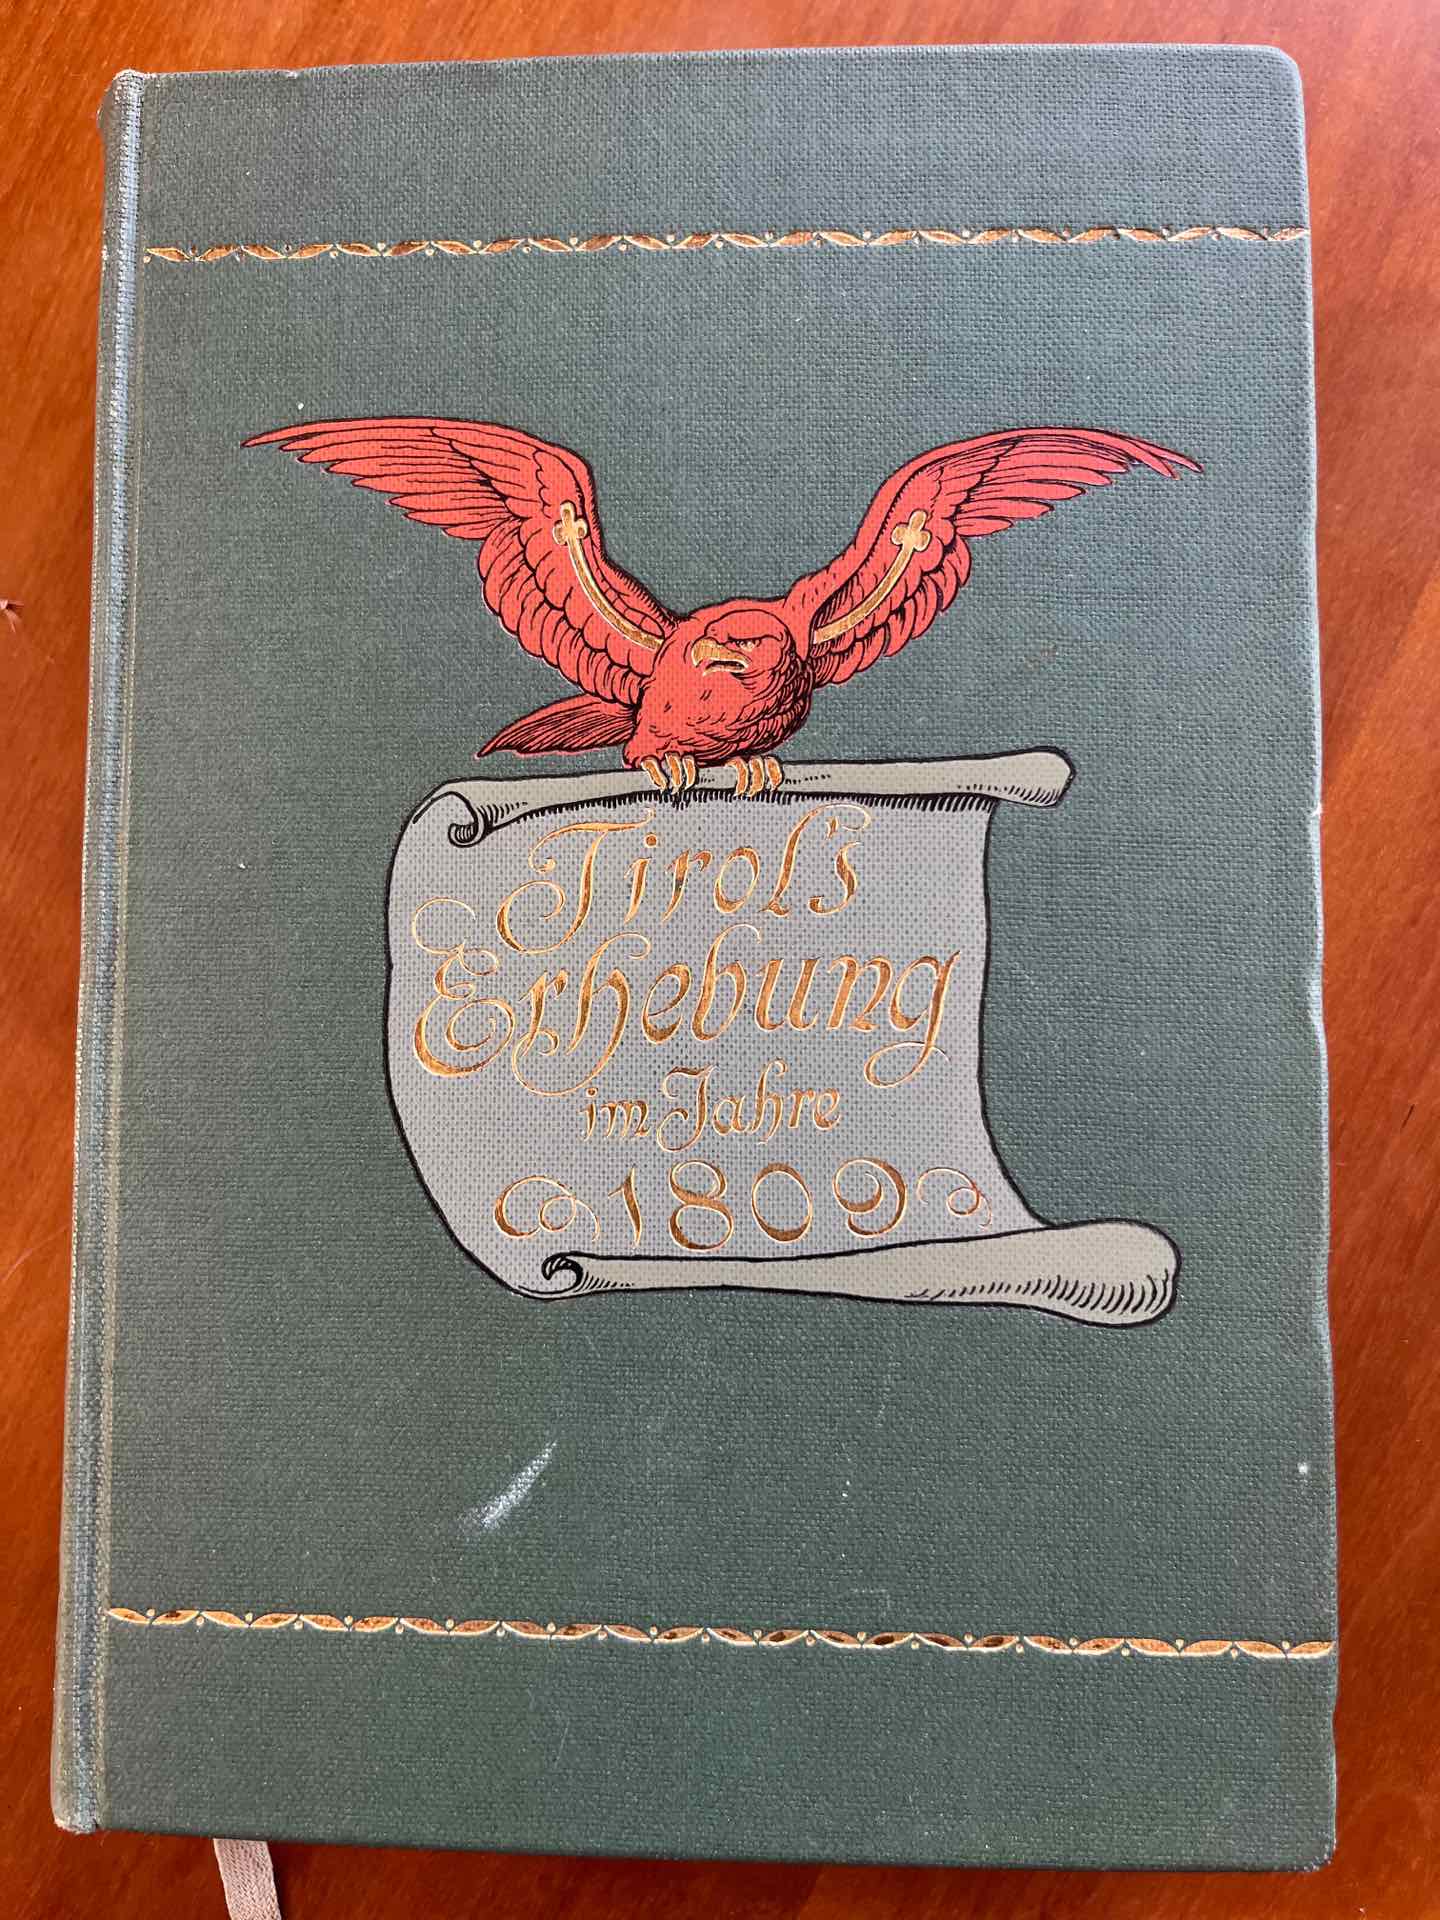 Tirol's
Erhebung
im Jahre
1809